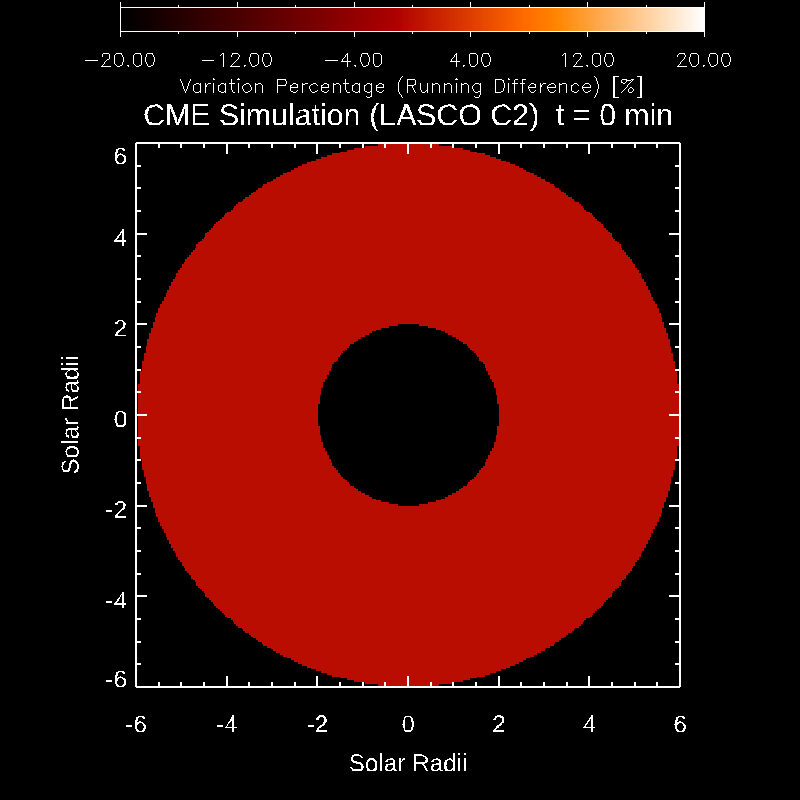 −20.00 −12.00 −4.00 4.00 12.00 20.00
Variation Percentage (Running Difference) [%]
CME Simulation (LASCO C2) t = 0 min
6
4
2
0
-2
-4
-6
Solar Radii
-6 -4 -2 0 2 4 6
Solar Radii